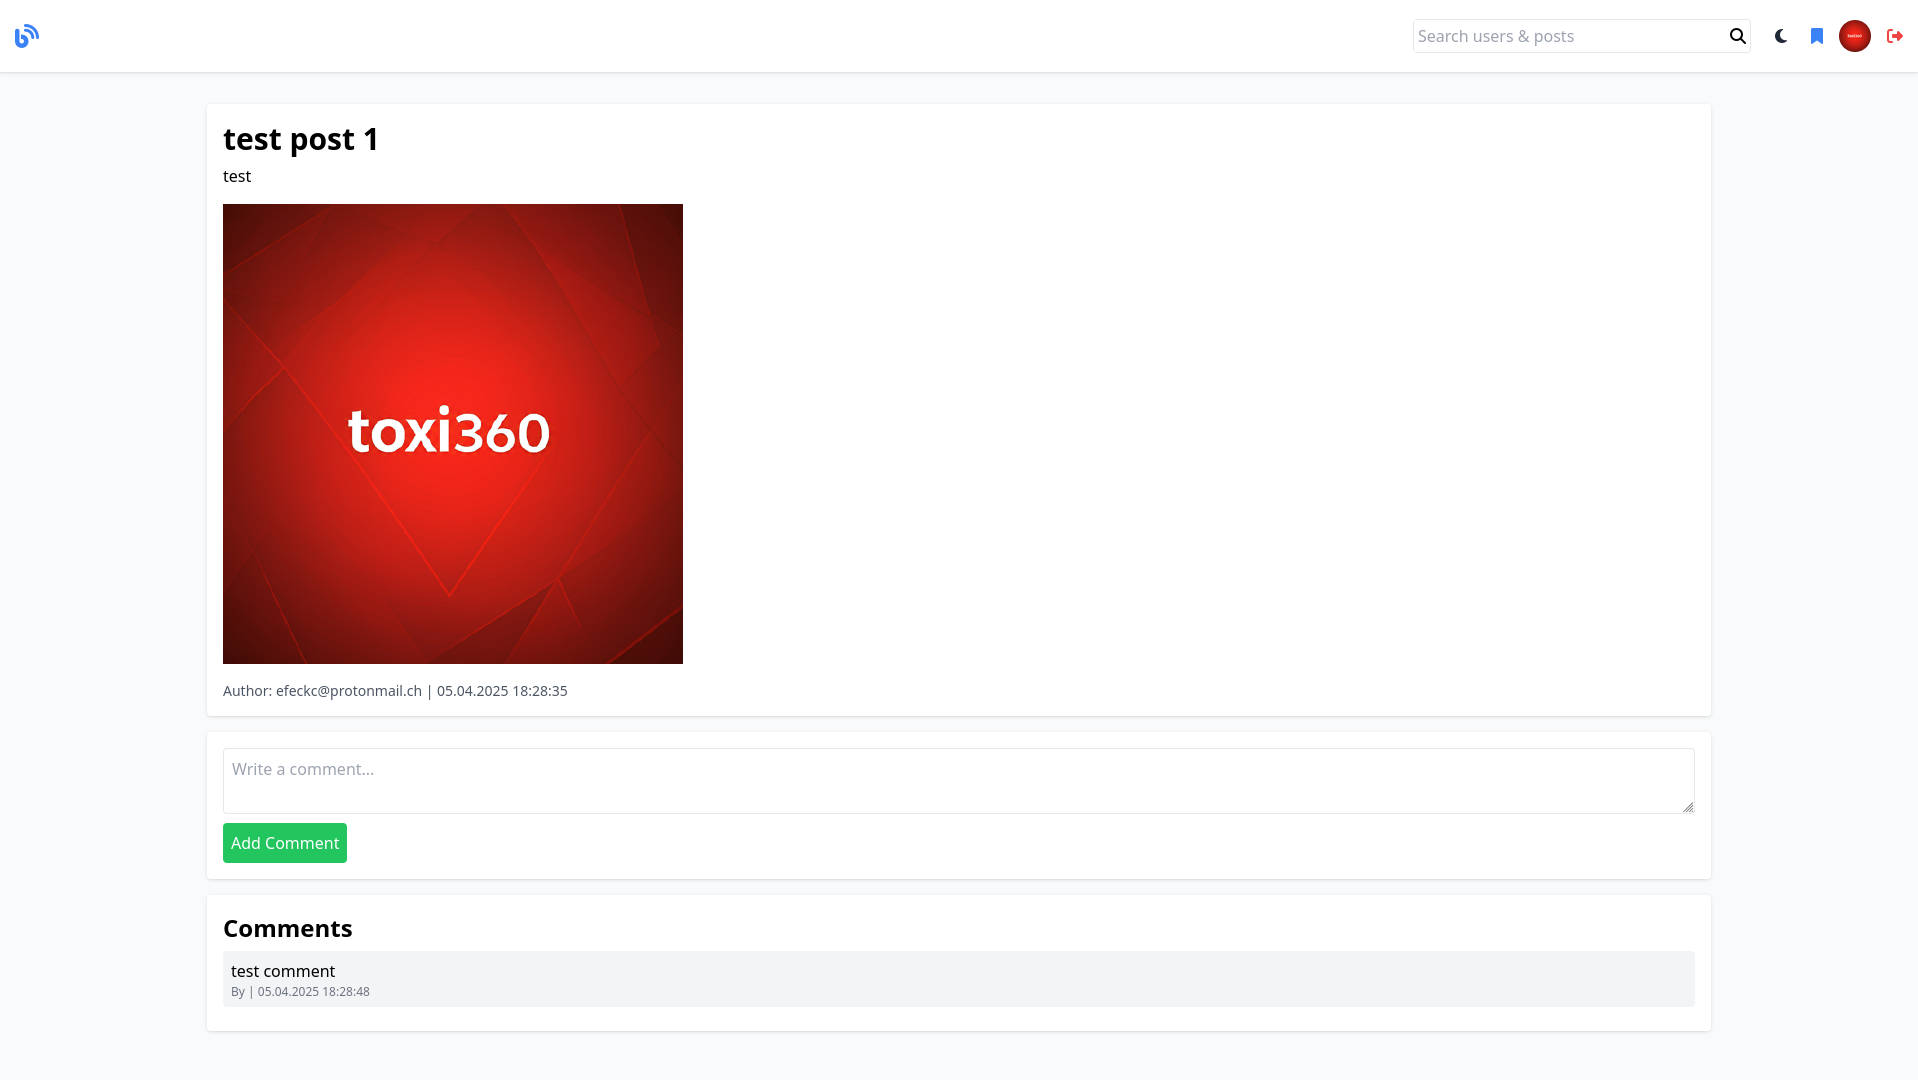 Search users & posts
test post 1
test
toxi360
Author: efeckc@protonmail.ch | 05.04.2025 18:28:35
Write a comment...
Add Comment
Comments
test comment
By | 05.04.2025 18:28:48